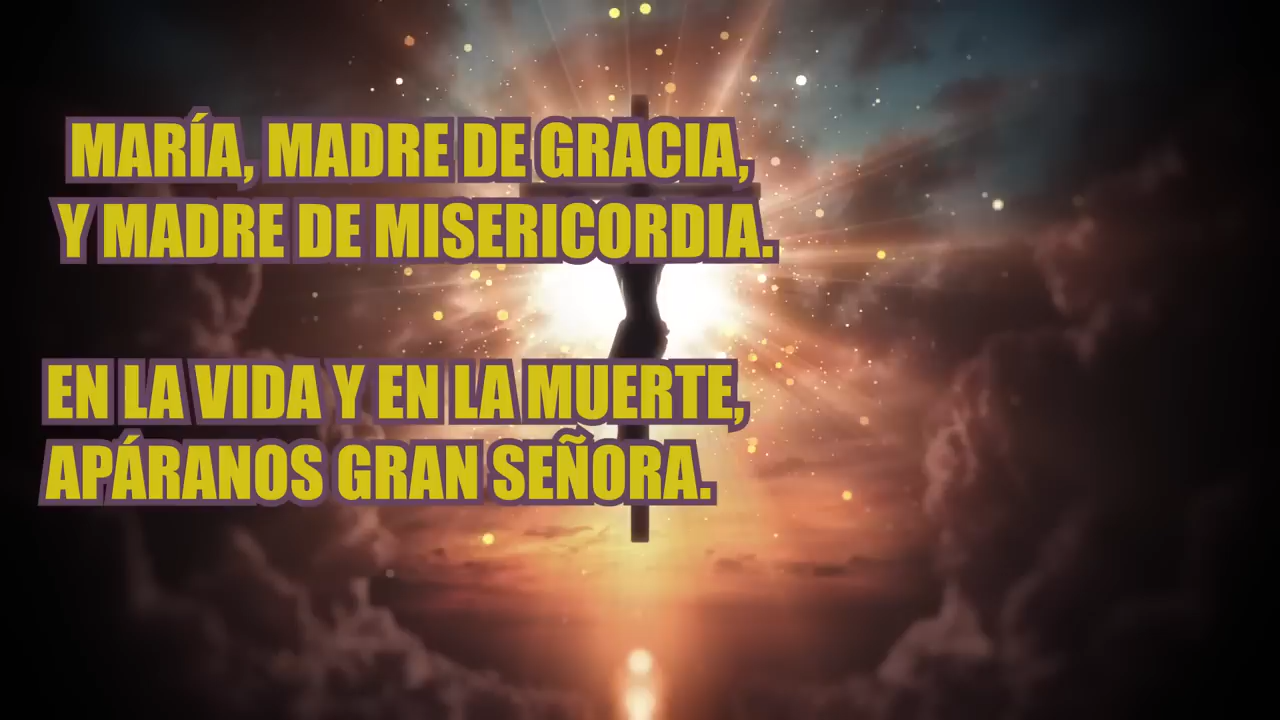 MARÍA, MADRE DE GRACIA,
Y MADRE DE MISERICORDIA.
EN LA VIDA Y EN LA MUERTE,
APÁRANOS GRAN SEÑORA.